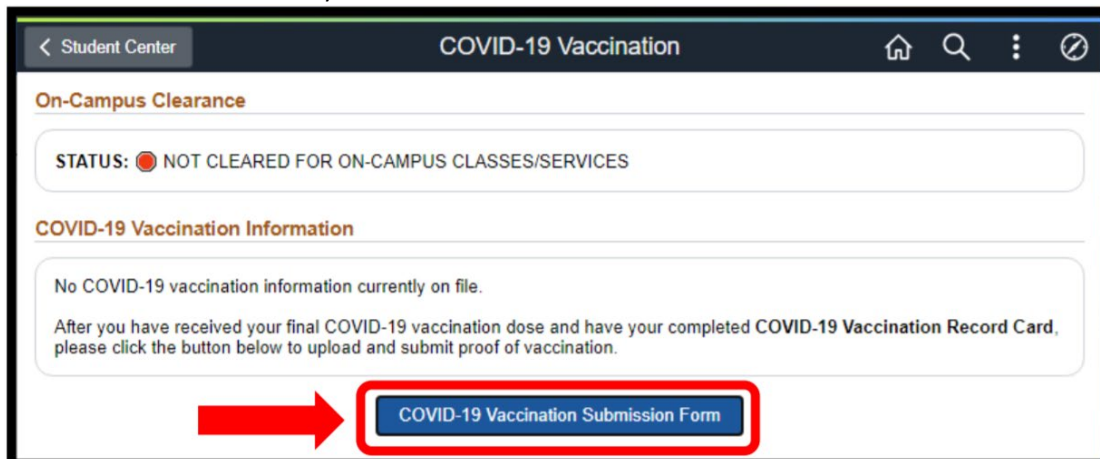 Student Center
COVID-19 Vaccination
On-Campus Clearance
STATUS: NOT CLEARED FOR ON-CAMPUS CLASSES/SERVICES
COVID-19 Vaccination Information
No COVID-19 vaccination information currently on file.
After you have received your final COVID-19 vaccination dose and have your completed COVID-19 Vaccination Record Card,
please click the button below to upload and submit proof of vaccination.
COVID-19 Vaccination Submission Form